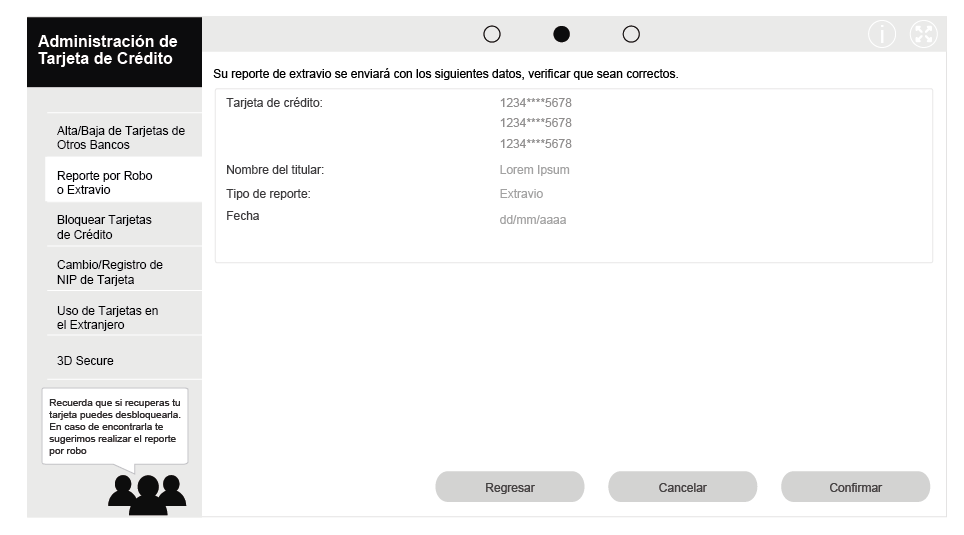 Administración de
Tarjeta de Crédito
Alta/Baja de Tarjetas de
Otros Bancos
Reporte por Robo
o Extravio
Bloquear Tarjetas
de Crédito
Cambio/Registro de
NIP de Tarjeta
Uso de Tarjetas en
el Extranjero
3D Secure
Recuerda que si recuperas tu
tarjeta puedes desbloquearla.
En caso de encontrarla te
sugerimos realizar el reporte
por robo
i
Su reporte de extravio se enviará con los siguientes datos, verificar que sean correctos.
Tarjeta de crédito: 1234****5678
1234****5678
1234****5678
Nombre del titular: Lorem Ipsum
Tipo de reporte: Extravio
Fecha dd/mm/aaaa
Regresar Cancelar Confirmar